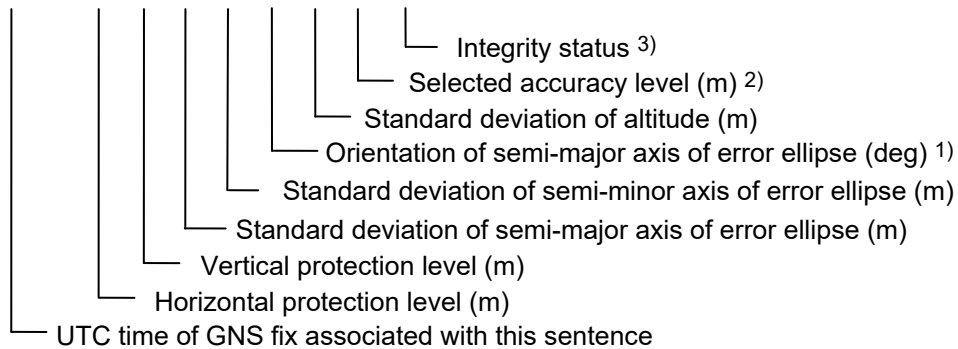 Integrity status 3)
Selected accuracy level (m) 2)
Standard deviation of altitude (m)
Orientation of semi-major axis of error ellipse (deg) 1)
Standard deviation of semi-minor axis of error ellipse (m)
Standard deviation of semi-major axis of error ellipse (m)
Vertical protection level (m)
Horizontal protection level (m)
UTC time of GNS fix associated with this sentence